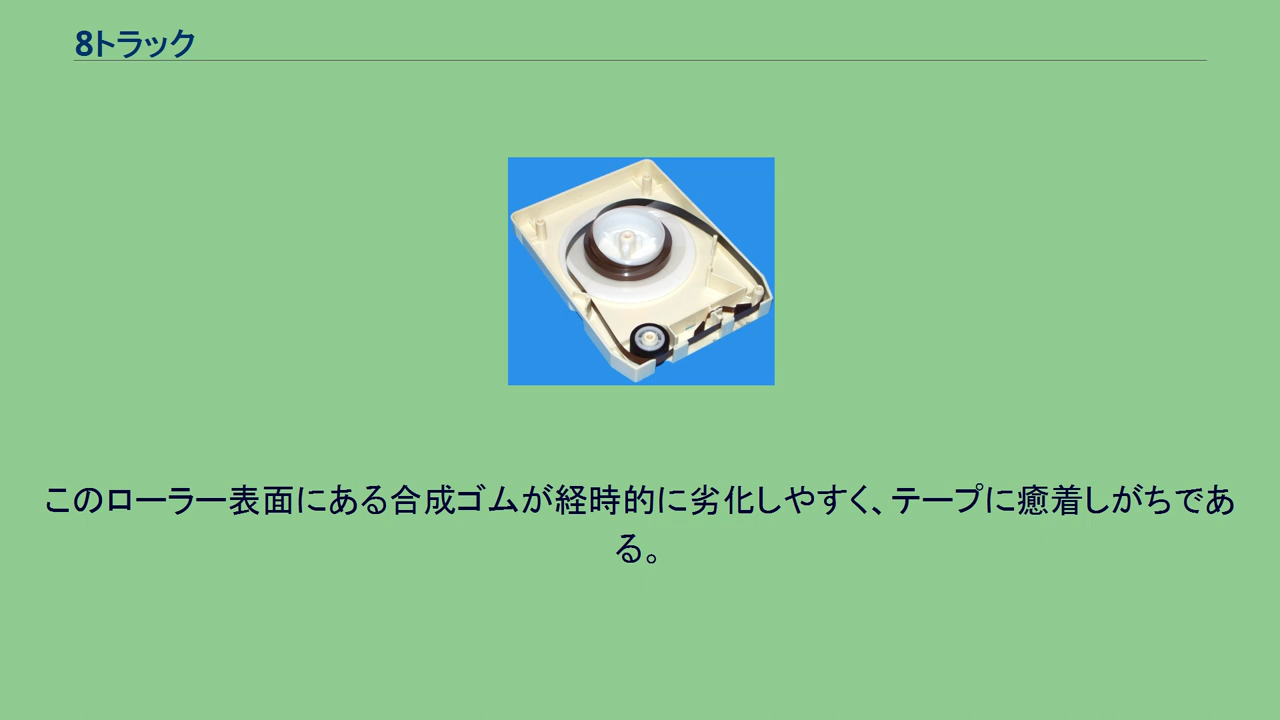 8トラック
このローラー表面にある合成ゴムが経時的に劣化しやすく、テープに癒着しがちであ
る。